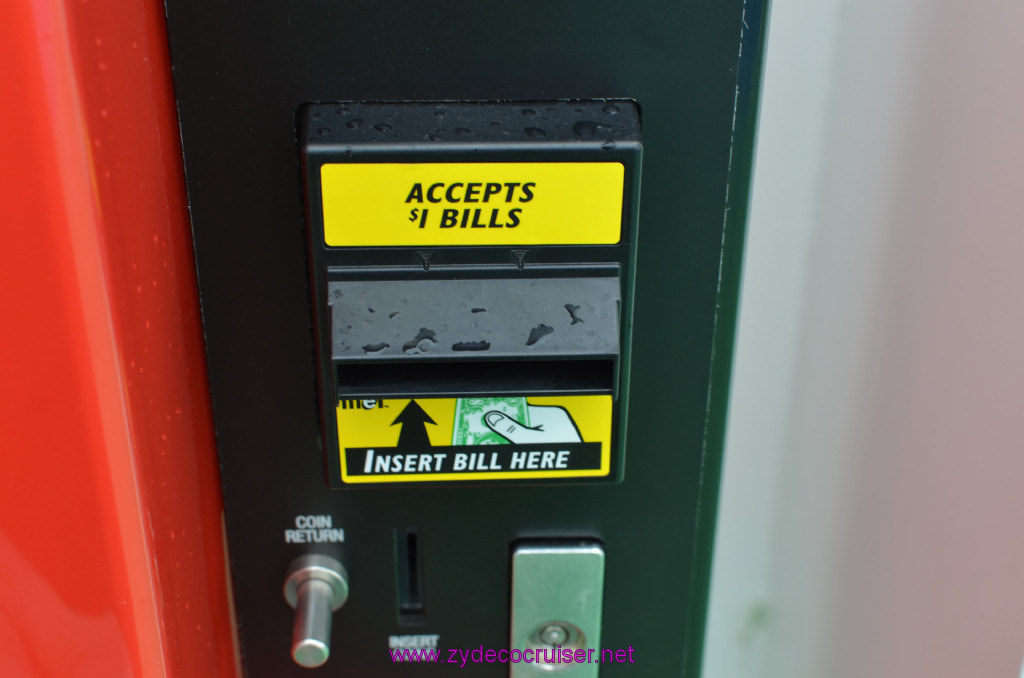 ACCEPTS
$1 BILLS
INSERT BILL HERE
COIN
RETURN
INSERT
www.zydecocruiser.net